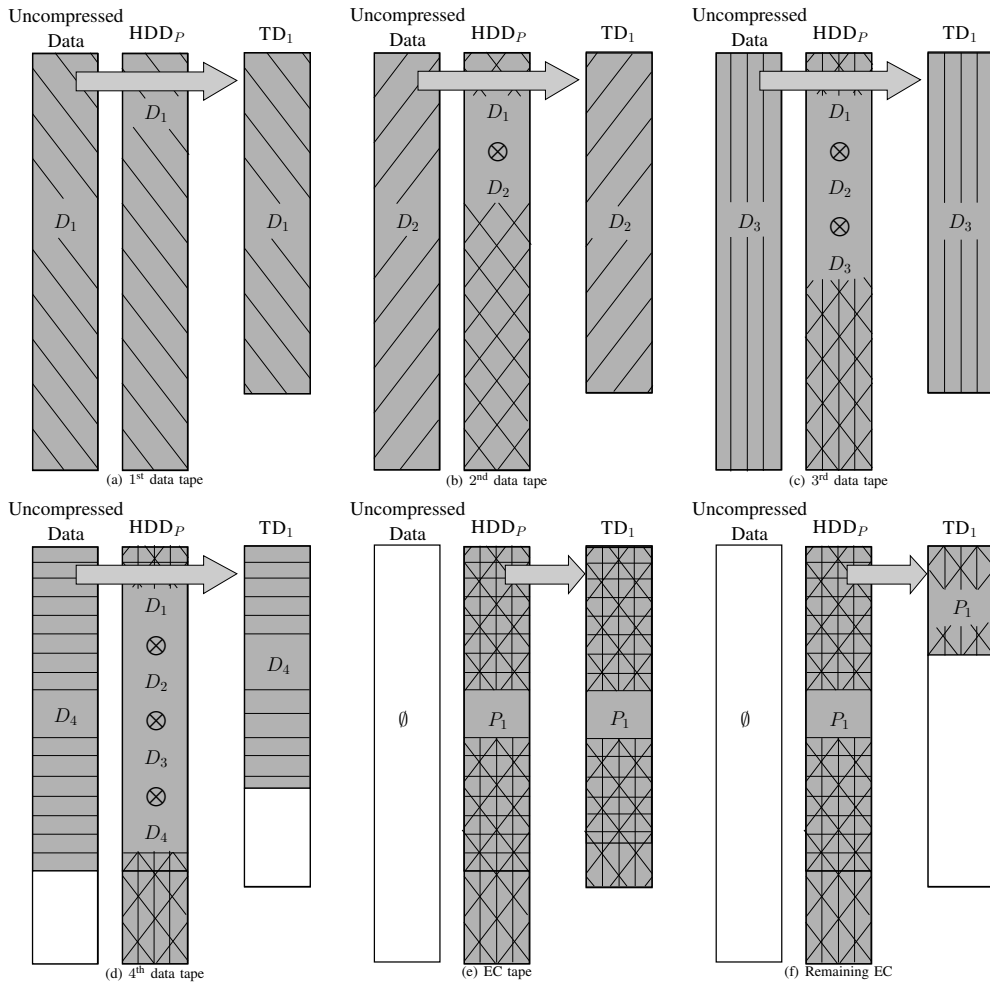 Uncompressed
Data HDD_P TD_1
D_1 D_1 D_1
(a) 1st data tape
Uncompressed
Data HDD_P TD_1
D_2 D_1 ⊗ D_2 D_2
(b) 2nd data tape
Uncompressed
Data HDD_P TD_1
D_3 D_1 ⊗ D_2 ⊗ D_3 D_3
(c) 3rd data tape
Uncompressed
Data HDD_P TD_1
D_4 D_1 ⊗ D_2 ⊗ D_3 ⊗ D_4 D_4
(d) 4th data tape
Uncompressed
Data HDD_P TD_1
∅ P_1 P_1
(e) EC tape
Uncompressed
Data HDD_P TD_1
∅ P_1 P_1
(f) Remaining EC